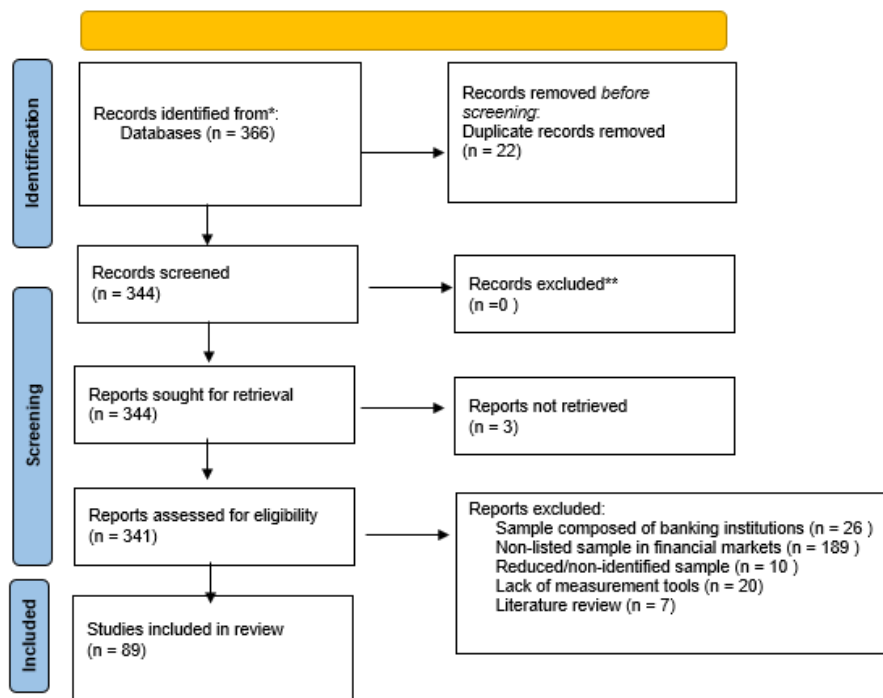 Identification
Records identified from*:
Databases (n = 366)
Records removed before
screening:
Duplicate records removed
(n = 22)
Screening
Records screened
(n = 344)
Records excluded**
(n =0 )
Reports sought for retrieval
(n = 344)
Reports not retrieved
(n = 3)
Reports assessed for eligibility
(n = 341)
Reports excluded:
Sample composed of banking institutions (n = 26 )
Non-listed sample in financial markets (n = 189 )
Reduced/non-identified sample (n = 10 )
Lack of measurement tools (n = 20)
Literature review (n = 7)
Included
Studies included in review
(n = 89)